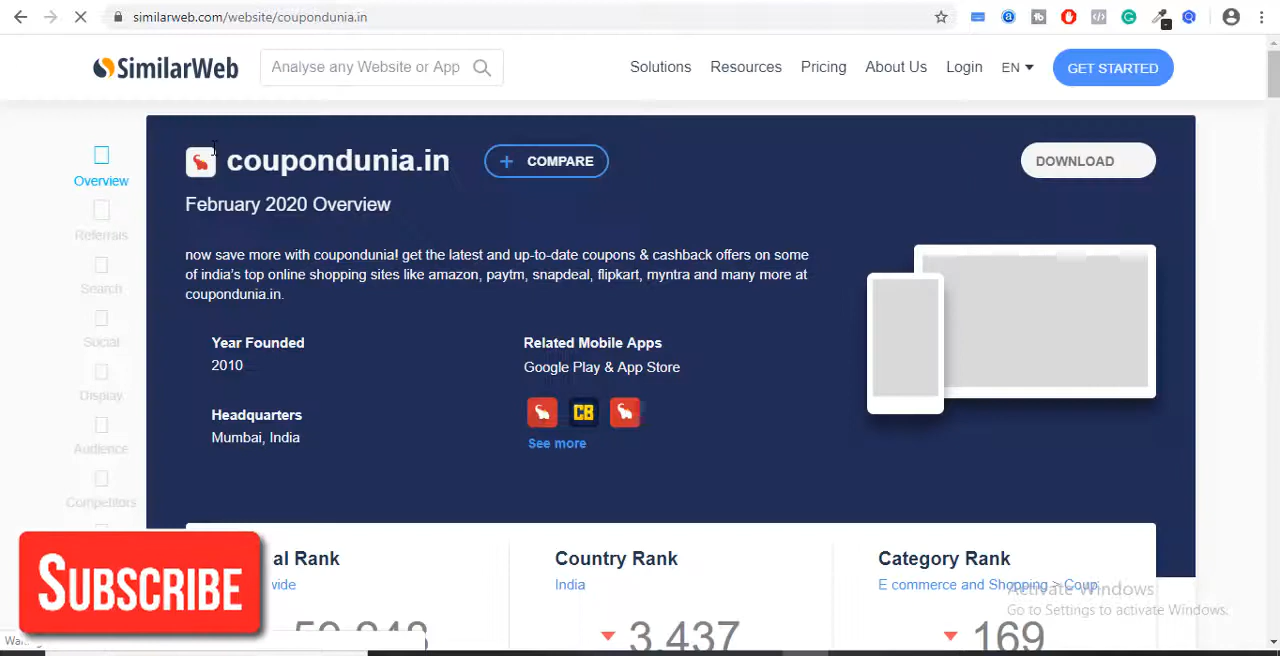 similarweb.com/website/coupondunia.in
SimilarWeb
Analyse any Website or App
Solutions
Resources
Pricing
About Us
Login
EN
GET STARTED
Overview
Referrals
Search
Social
Display
Audience
Competitors
coupondunia.in
+ COMPARE
DOWNLOAD
February 2020 Overview
now save more with coupondunia! get the latest and up-to-date coupons & cashback offers on some
of india's top online shopping sites like amazon, paytm, snapdeal, flipkart, myntra and many more at
coupondunia.in.
Year Founded
2010
Headquarters
Mumbai, India
Related Mobile Apps
Google Play & App Store
CB
See more
SUBSCRIBE
al Rank
wide
Country Rank
India
3,437
Category Rank
E commerce and Shopping > Coup
169
Activate Windows
Go to Settings to activate Windows.